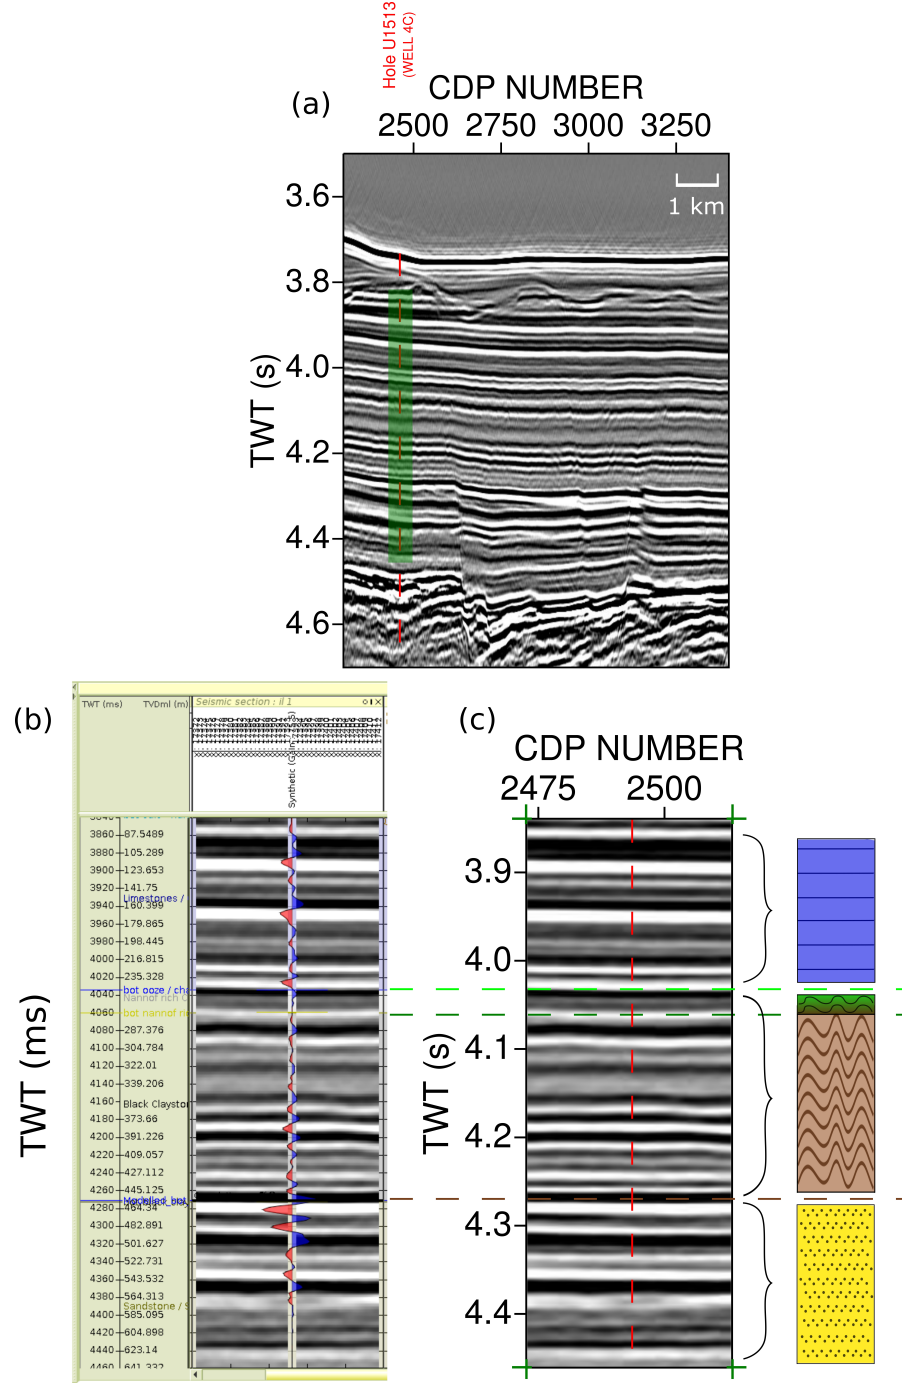 Hole U1513
(WELL 4C)
(a)
CDP NUMBER
2500 2750 3000 3250
3.6
3.8
4.0
4.2
4.4
4.6
TWT (s)
1 km
(b)
TWT (ms) TVDml (m)
Seismic section : il 1
TWT (ms)
3860 87.5489
3880 105.289
3900 123.653
3920 141.75
Limestones /
3940 160.399
3960 179.865
3980 198.445
4000 216.815
4020 235.328
bot ooze / cha
4040
Nannof rich
4060
bot nannof ri
4080 287.376
4100 304.784
4120 322.01
4140 339.206
4160
Black Claysto
4180 373.66
4200 391.226
4220 409.057
4240 427.112
4260 445.125
4280 464.34
4300 482.891
4320 501.627
4340 522.731
4360 543.532
4380 564.313
Sandstone / S
4400 585.095
4420 604.898
4440 623.14
4460 641.332
(c)
CDP NUMBER
2475 2500
3.9
4.0
4.1
4.2
4.3
4.4
TWT (s)